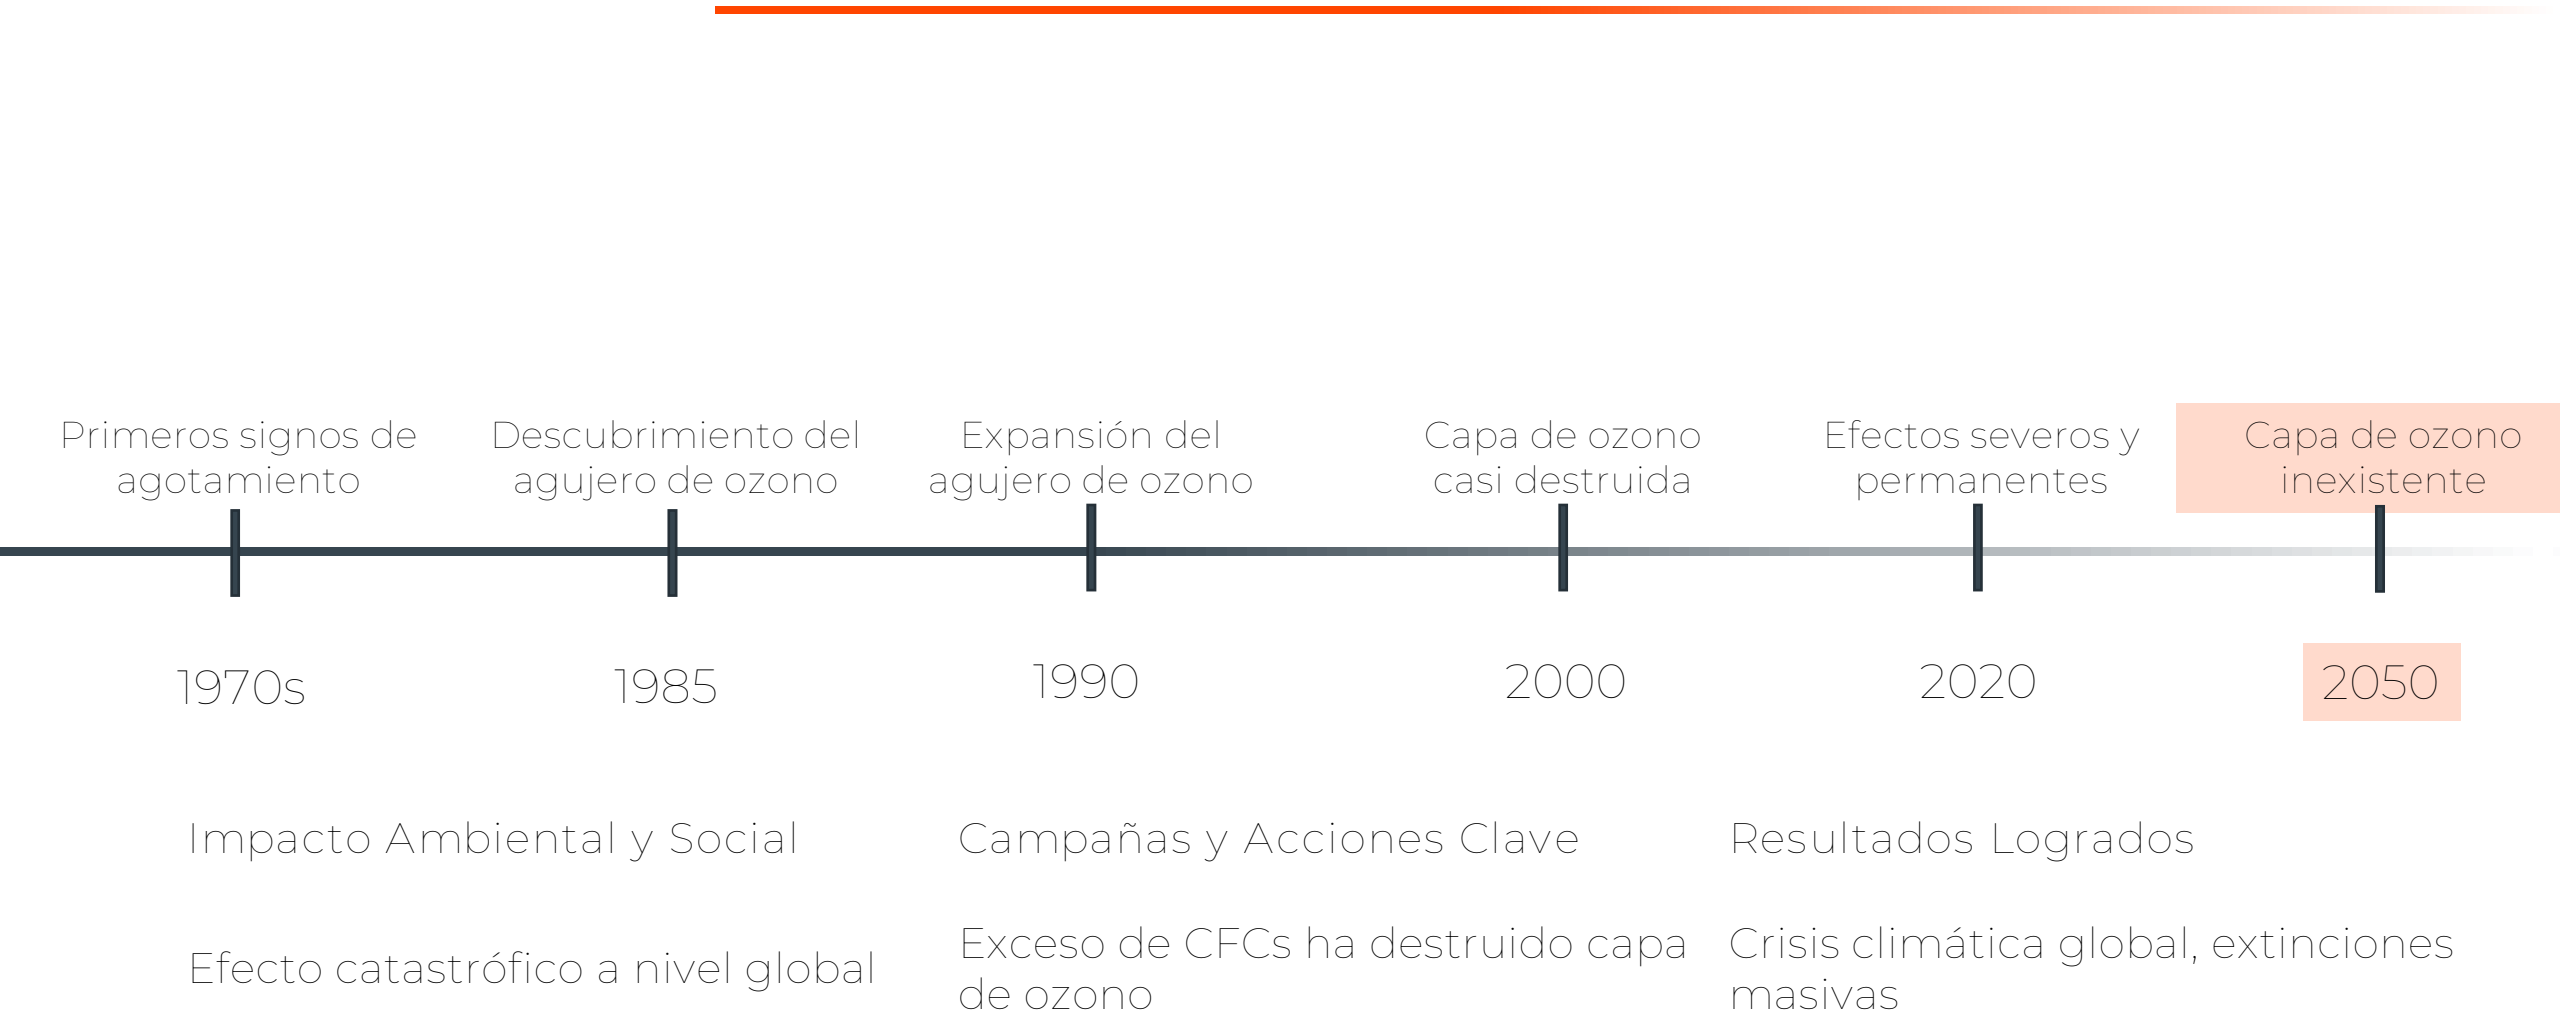 Primeros signos de
agotamiento
Descubrimiento del
agujero de ozono
Expansión del
agujero de ozono
Capa de ozono
casi destruida
Efectos severos y
permanentes
Capa de ozono
inexistente
1970s
1985
1990
2000
2020
2050
Impacto Ambiental y Social
Efecto catastrófico a nivel global
Campañas y Acciones Clave
Exceso de CFCs ha destruido capa
de ozono
Resultados Logrados
Crisis climática global, extinciones
masivas